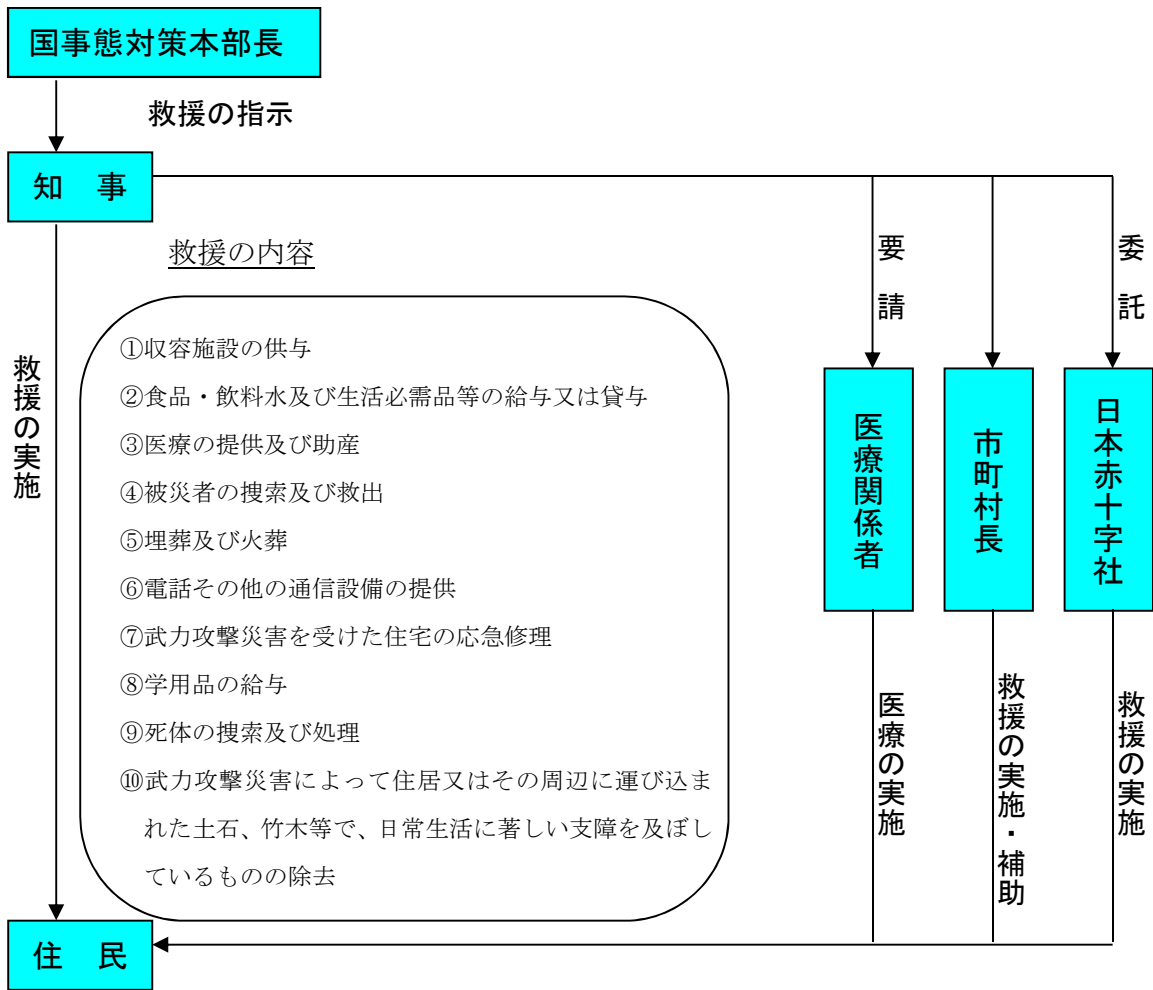 国事態対策本部長
救援の指示
知　事
救援の内容
①収容施設の供与
②食品・飲料水及び生活必需品等の給与又は貸与
③医療の提供及び助産
④被災者の捜索及び救出
⑤埋葬及び火葬
⑥電話その他の通信設備の提供
⑦武力攻撃災害を受けた住宅の応急修理
⑧学用品の給与
⑨死体の捜索及び処理
⑩武力攻撃災害によって住居又はその周辺に運び込ま
れた土石、竹木等で、日常生活に著しい支障を及ぼし
ているものの除去
救援の実施
要　請
委　託
医療関係者
市町村長
日本赤十字社
医療の実施
救援の実施・補助
救援の実施
住　民